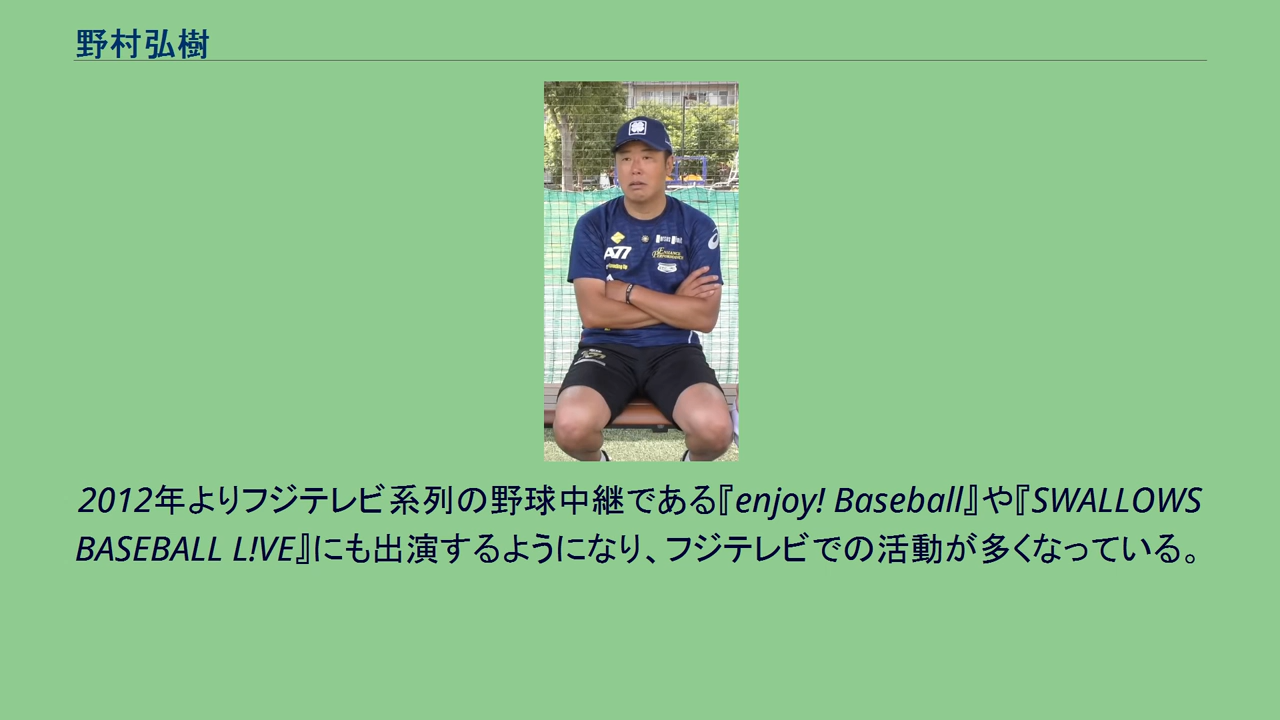 野村弘樹
A77
2012年よりフジテレビ系列の野球中継である『enjoy! Baseball』や『SWALLOWS
BASEBALL L!VE』にも出演するようになり、フジテレビでの活動が多くなっている。